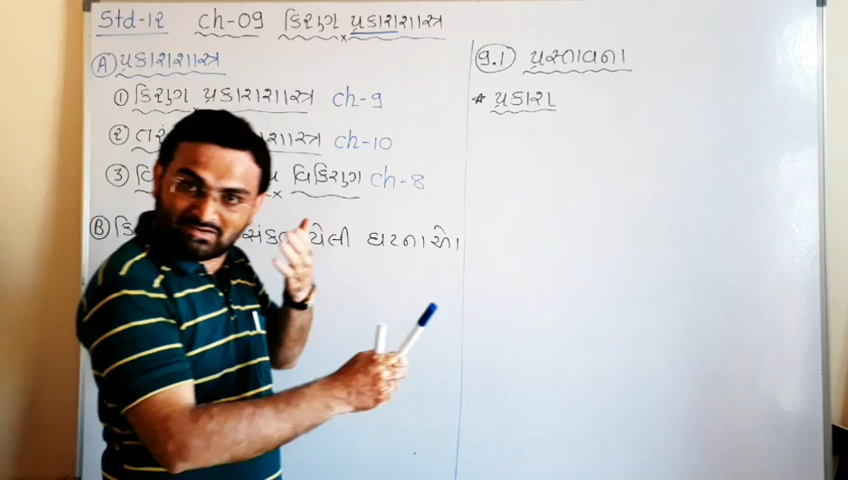 Std-12 ch-09 કિરણ પ્રકાશશાસ્ત્ર
(A) પ્રકાશશાસ્ત્ર
① કિરણ પ્રકાશશાસ્ત્ર ch-9
② ch-10
③ વિકિરણ ch-8
(B) ઘટનાઓ
9.1 પ્રસ્તાવના
* પ્રકાશ